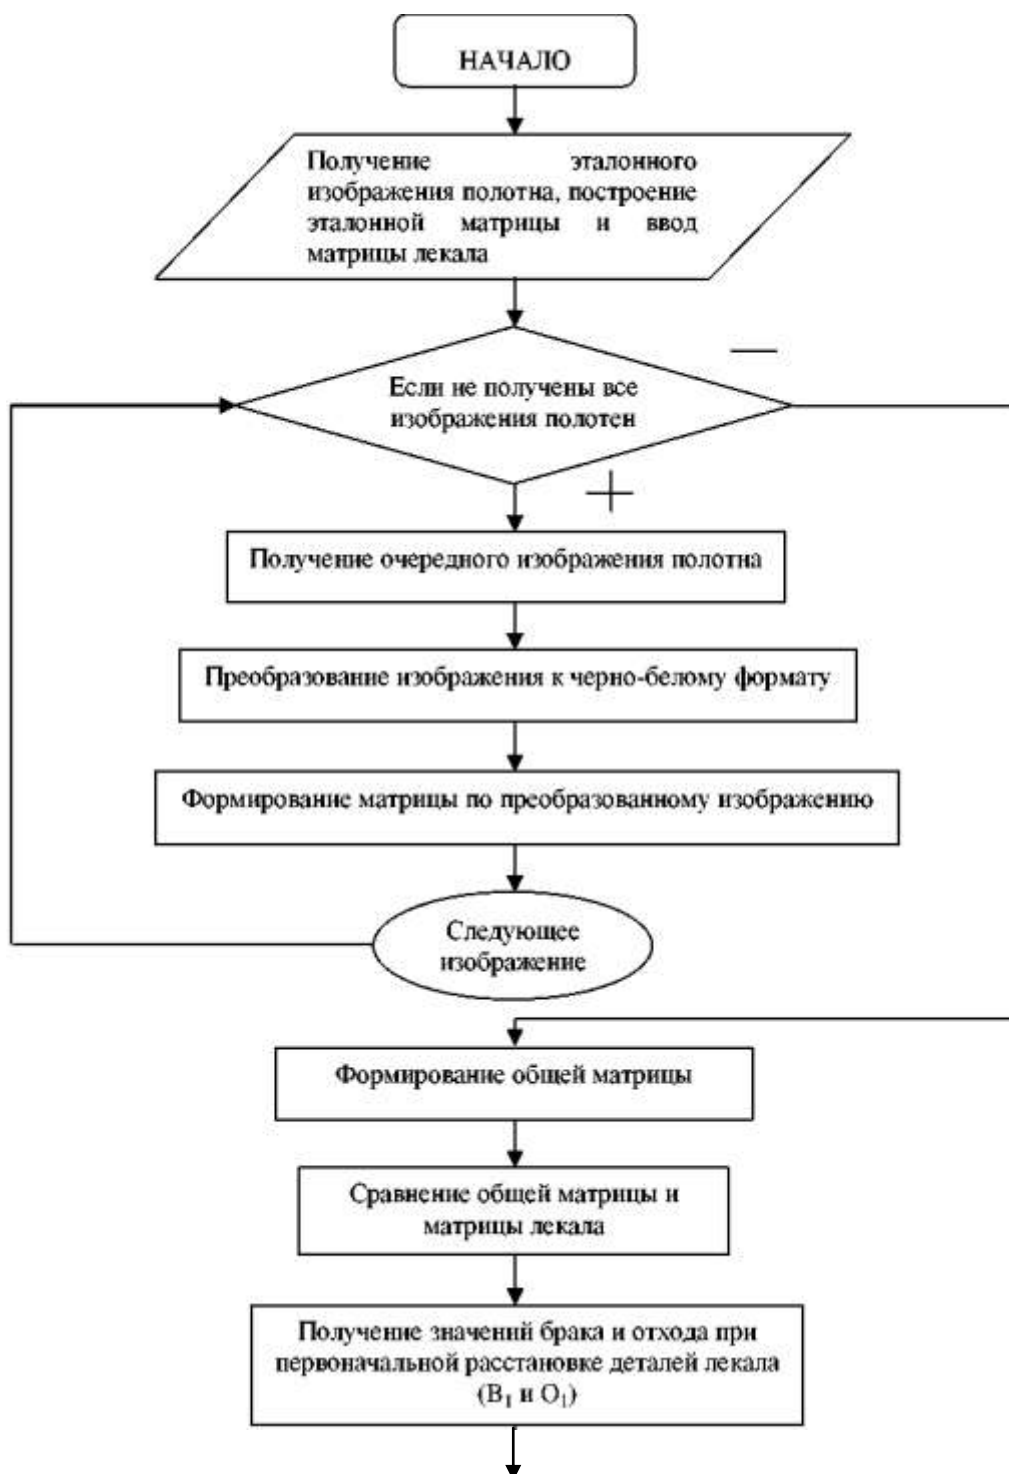 НАЧАЛО
Получение эталонного
изображения полотна, построение
эталонной матрицы и ввод
матрицы лекала
—
Если не получены все
изображения полотен
+
Получение очередного изображения полотна
Преобразование изображения к черно-белому формату
Формирование матрицы по преобразованному изображению
Следующее
изображение
Формирование общей матрицы
Сравнение общей матрицы и
матрицы лекала
Получение значений брака и отхода при
первоначальной расстановке деталей лекала
(B₁ и O₁)